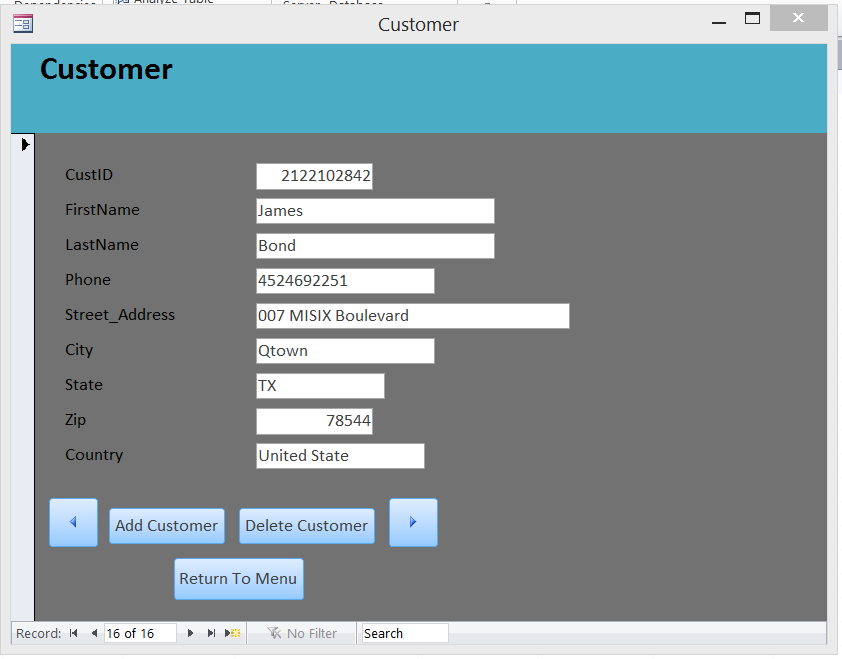 Customer
Customer
CustID 2122102842
FirstName James
LastName Bond
Phone 4524692251
Street_Address 007 MISIX Boulevard
City Qtown
State TX
Zip 78544
Country United State
Add Customer Delete Customer
Return To Menu
Record: 16 of 16 No Filter Search